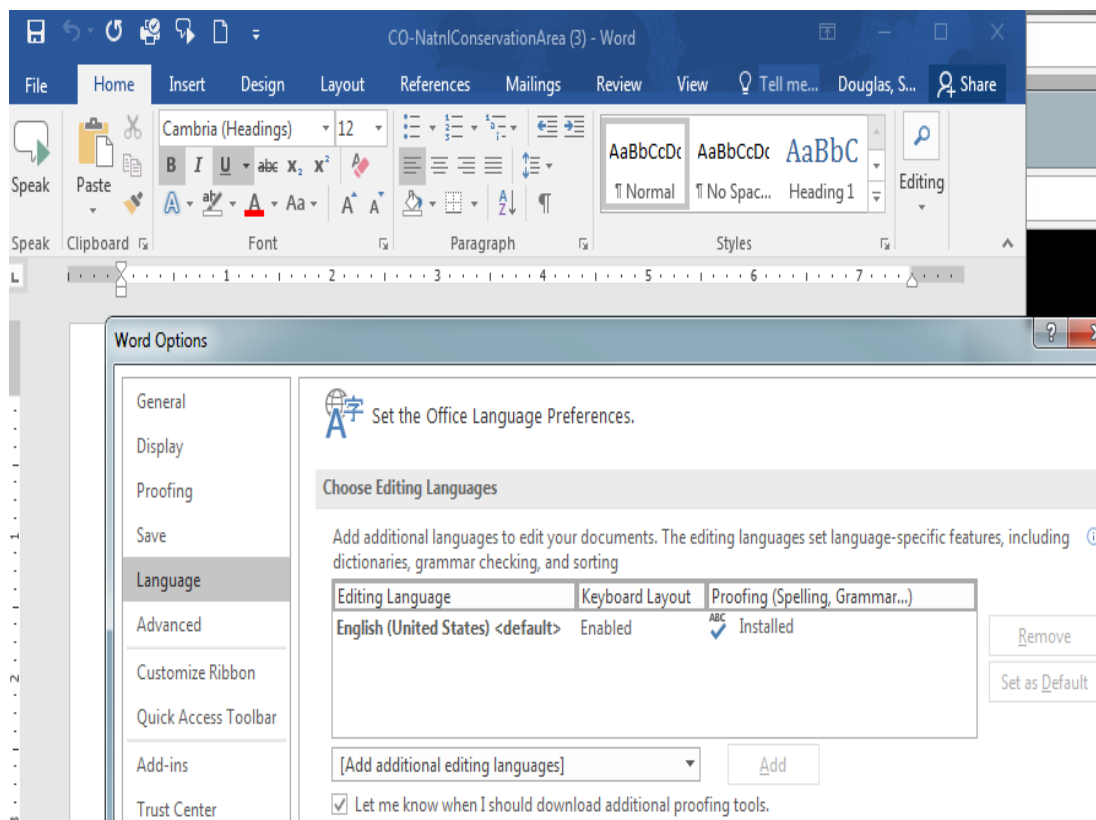 CO-NatnlConservationArea (3) - Word
File Home Insert Design Layout References Mailings Review View Tell me... Douglas, S... Share
Cambria (Headings) 12
B I U abc X₂ X² A
A aby A Aa A A
AaBbCcDc AaBbCcDc AaBbC
¶ Normal ¶ No Spac... Heading 1
Speak Paste Editing
Speak Clipboard Font Paragraph Styles
L 1 2 3 4 5 6 7
Word Options ?
General
Display
Proofing
Save
Language
Advanced
Customize Ribbon
Quick Access Toolbar
Add-ins
Trust Center
A字 Set the Office Language Preferences.
Choose Editing Languages
Add additional languages to edit your documents. The editing languages set language-specific features, including
dictionaries, grammar checking, and sorting
Editing Language Keyboard Layout Proofing (Spelling, Grammar...)
English (United States) <default> Enabled ABC Installed
Remove
Set as Default
[Add additional editing languages] Add
Let me know when I should download additional proofing tools.
1
2